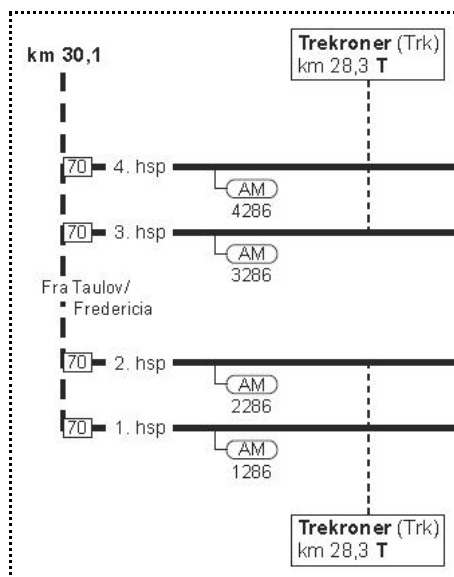 km 30,1
Trekroner (Trk)
km 28,3 T
70 4. hsp
AM
4286
70 3. hsp
AM
3286
Fra Taulov/
Fredericia
70 2. hsp
AM
2286
70 1. hsp
AM
1286
Trekroner (Trk)
km 28,3 T